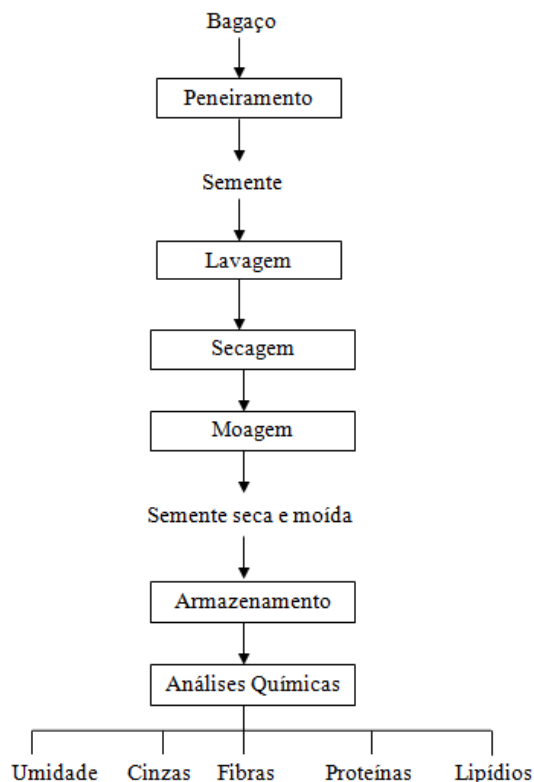 Bagaço
Peneiramento
Semente
Lavagem
Secagem
Moagem
Semente seca e moída
Armazenamento
Análises Químicas
Umidade Cinzas Fibras Proteínas Lipídios